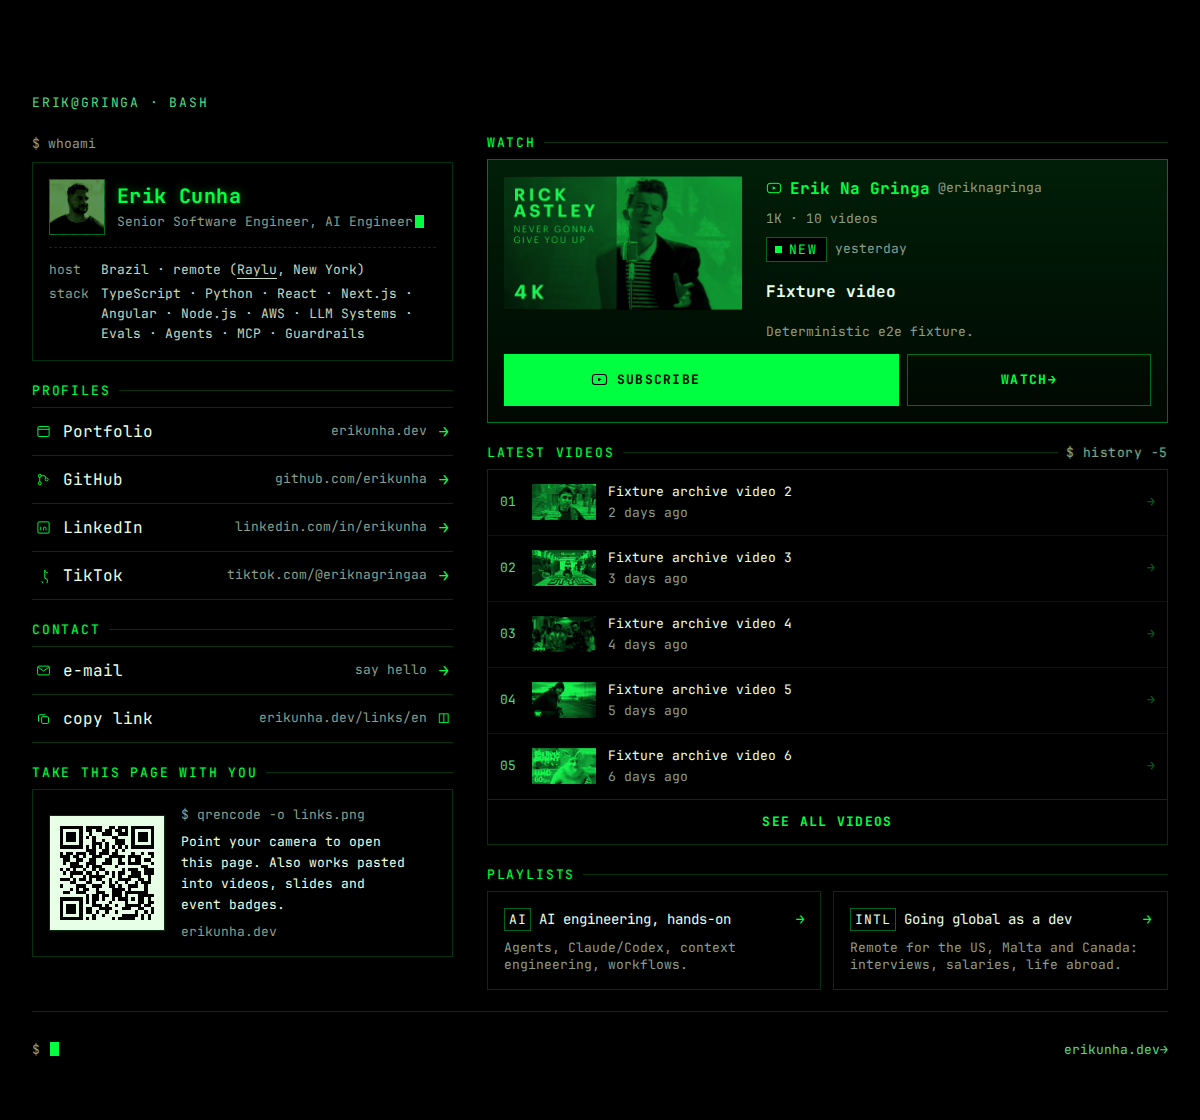 ERIK@GRINGA · BASH
$ whoami
Erik Cunha
Senior Software Engineer, AI Engineer
host Brazil · remote (Raylu, New York)
stack TypeScript · Python · React · Next.js ·
Angular · Node.js · AWS · LLM Systems ·
Evals · Agents · MCP · Guardrails
PROFILES
Portfolio erikunha.dev →
GitHub github.com/erikunha →
LinkedIn linkedin.com/in/erikunha →
TikTok tiktok.com/@eriknagringaa →
CONTACT
e-mail say hello →
copy link erikunha.dev/links/en
TAKE THIS PAGE WITH YOU
$ qrencode -o links.png
Point your camera to open
this page. Also works pasted
into videos, slides and
event badges.
erikunha.dev
WATCH
RICK
ASTLEY
NEVER GONNA
GIVE YOU UP
4K
Erik Na Gringa @eriknagringa
1K · 10 videos
NEW yesterday
Fixture video
Deterministic e2e fixture.
SUBSCRIBE
WATCH→
LATEST VIDEOS $ history -5
01 Fixture archive video 2 →
2 days ago
02 Fixture archive video 3 →
3 days ago
03 Fixture archive video 4 →
4 days ago
04 Fixture archive video 5 →
5 days ago
05 Fixture archive video 6 →
6 days ago
SEE ALL VIDEOS
PLAYLISTS
AI AI engineering, hands-on →
Agents, Claude/Codex, context
engineering, workflows.
INTL Going global as a dev →
Remote for the US, Malta and Canada:
interviews, salaries, life abroad.
$
erikunha.dev→